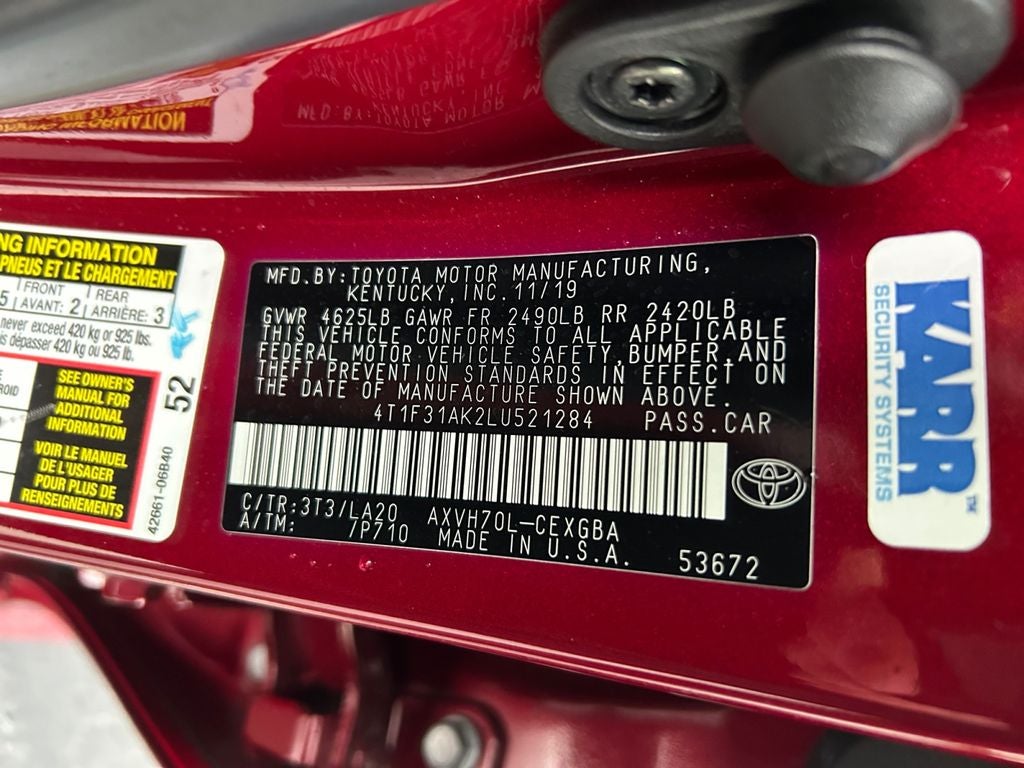 NG INFORMATION
PNEUS ET LE CHARGEMENT
5 FRONT REAR
AVANT: 2 ARRIÈRE: 3
never exceed 420 kg or 925 lbs.
dépasser 420 kg ou 925 lb.
SEE OWNER'S
MANUAL FOR
ADDITIONAL
INFORMATION
VOIR LE MANUEL
DE L'USAGER
POUR PLUS DE
RENSEIGNEMENTS
52
42661-06B40
MFD. BY: TOYOTA MOTOR MANUFACTURING,
KENTUCKY, INC. 11/19
GVWR 4625LB GAWR FR 2490LB RR 2420LB
THIS VEHICLE CONFORMS TO ALL APPLICABLE
FEDERAL MOTOR VEHICLE SAFETY, BUMPER, AND
THEFT PREVENTION STANDARDS IN EFFECT ON
THE DATE OF MANUFACTURE SHOWN ABOVE.
4T1F31AK2LU521284 PASS.CAR
C/TR:3T3/LA20 AXVH70L-CEXGBA
A/TM: 7P710 MADE IN U.S.A.
53672
KARR™
SECURITY SYSTEMS